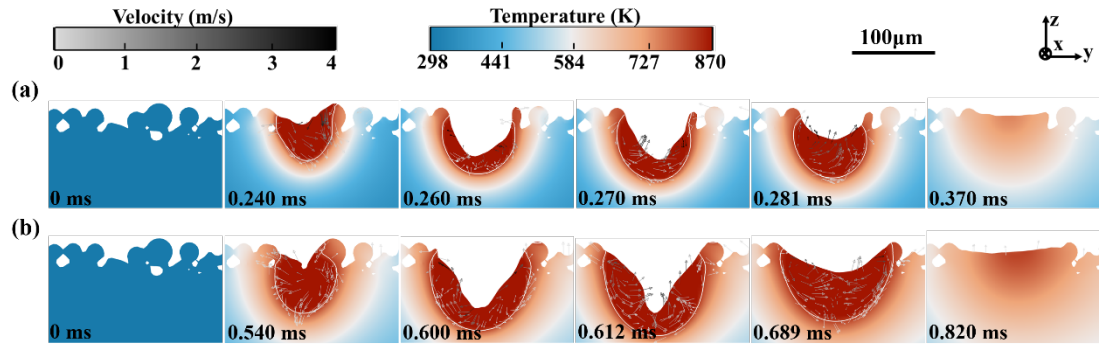 Velocity (m/s)
0 1 2 3 4
Temperature (K)
298 441 584 727 870
100μm
z
x
y
(a)
0 ms
0.240 ms
0.260 ms
0.270 ms
0.281 ms
0.370 ms
(b)
0 ms
0.540 ms
0.600 ms
0.612 ms
0.689 ms
0.820 ms